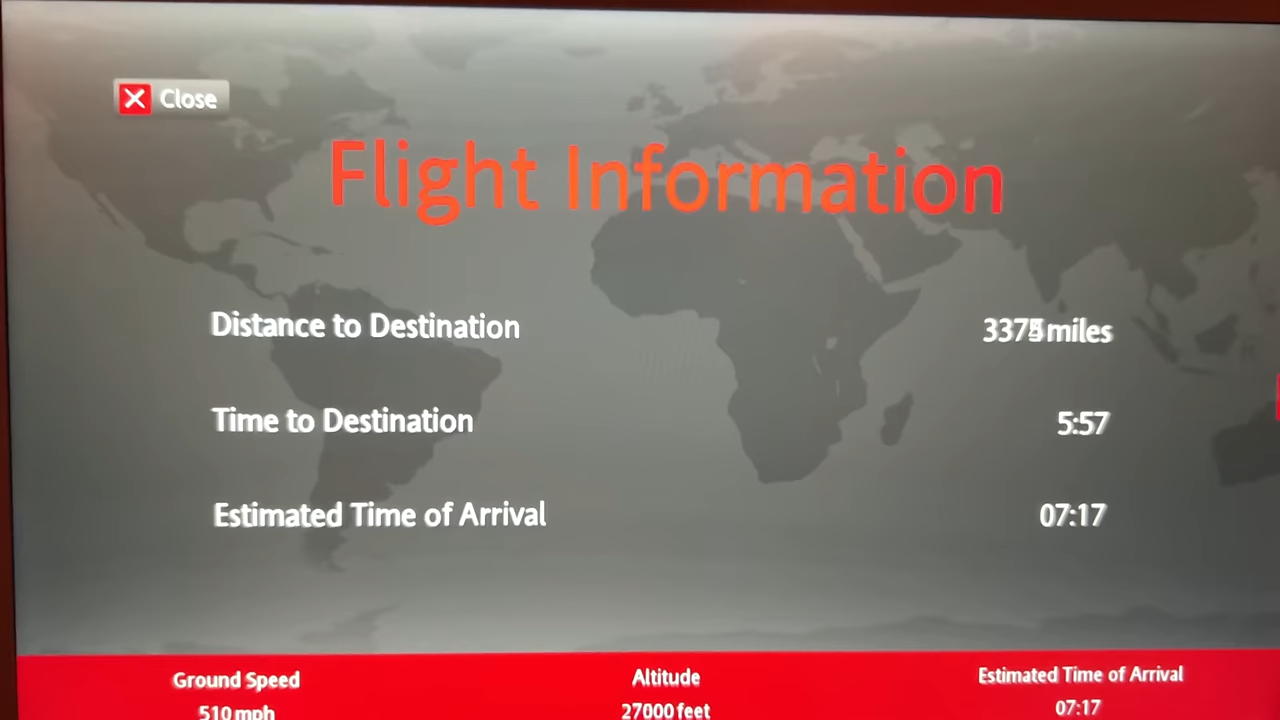 Close
Flight Information
Distance to Destination
miles
Time to Destination
5:57
Estimated Time of Arrival
07:17
Ground Speed
Altitude
Estimated Time of Arrival
510 mph
27000 feet
07:17